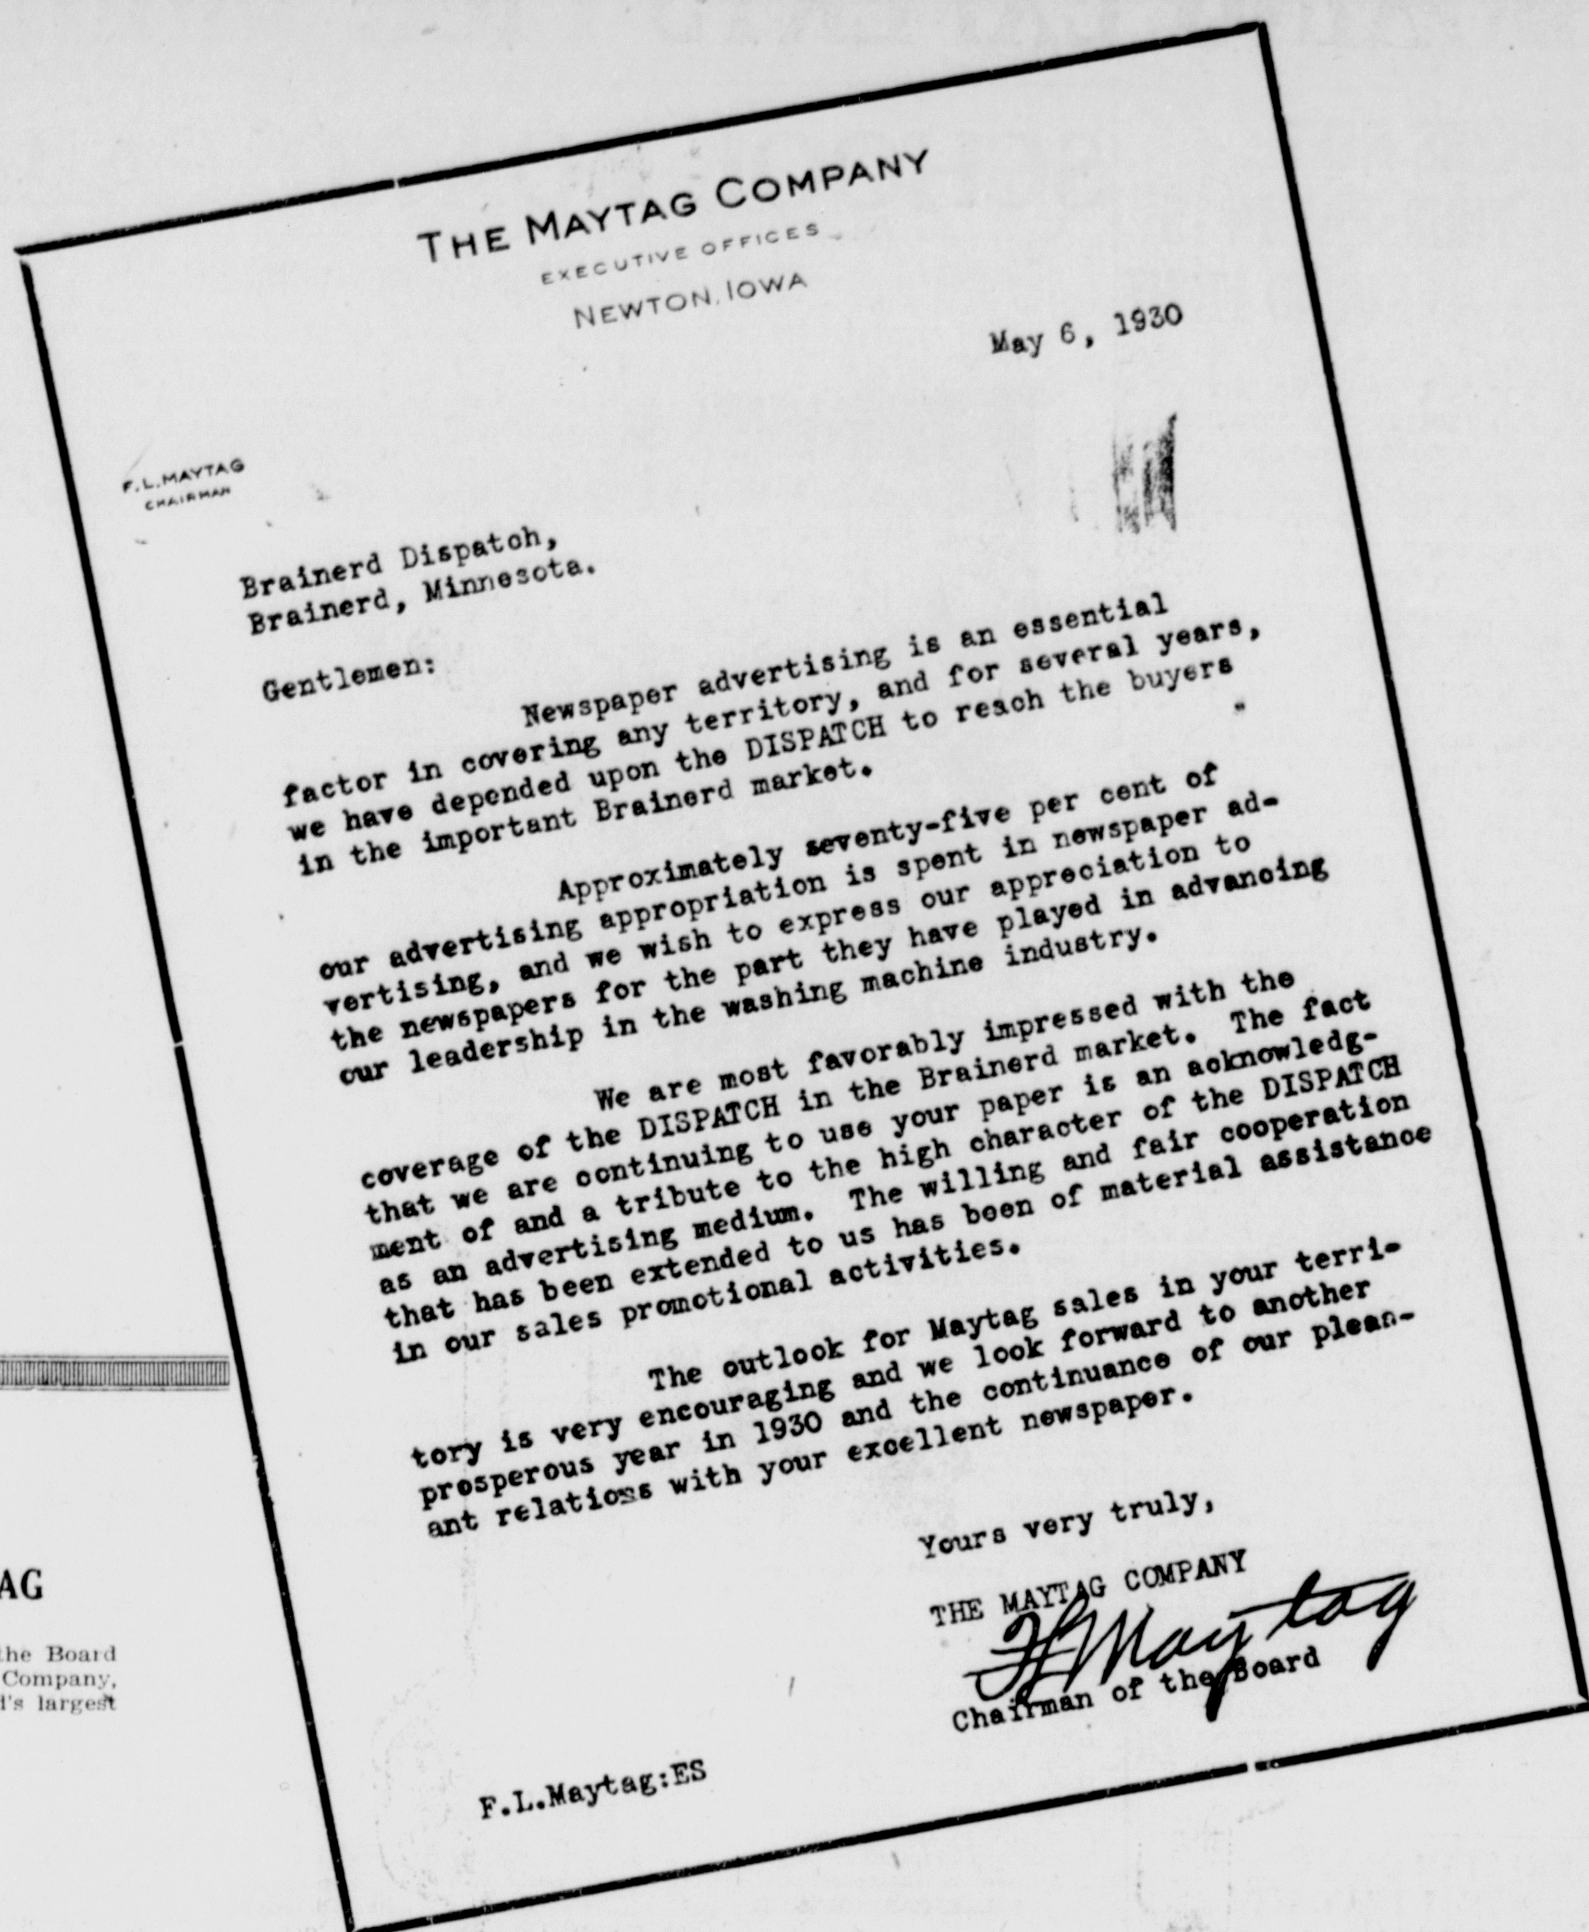 THE MAYTAG COMPANY
EXECUTIVE OFFICES
NEWTON, IOWA
May 6, 1930
F.L.MAYTAG
CHAIRMAN
Brainerd Dispatch,
Brainerd, Minnesota.
Gentlemen:
Newspaper advertising is an essential
factor in covering any territory, and for several years,
we have depended upon the DISPATCH to reach the buyers
in the important Brainerd market.
Approximately seventy-five per cent of
our advertising appropriation is spent in newspaper ad-
vertising, and we wish to express our appreciation to
the newspapers for the part they have played in advancing
our leadership in the washing machine industry.
We are most favorably impressed with the
coverage of the DISPATCH in the Brainerd market. The fact
that we are continuing to use your paper is an acknowledg-
ment of and a tribute to the high character of the DISPATCH
as an advertising medium. The willing and fair cooperation
that has been extended to us has been of material assistance
in our sales promotional activities.
The outlook for Maytag sales in your terri-
tory is very encouraging and we look forward to another
prosperous year in 1930 and the continuance of our pleas-
ant relations with your excellent newspaper.
Yours very truly,
THE MAYTAG COMPANY
FL Maytag
Chairman of the Board
F.L.Maytag:ES
AG
the Board
Company,
d's largest